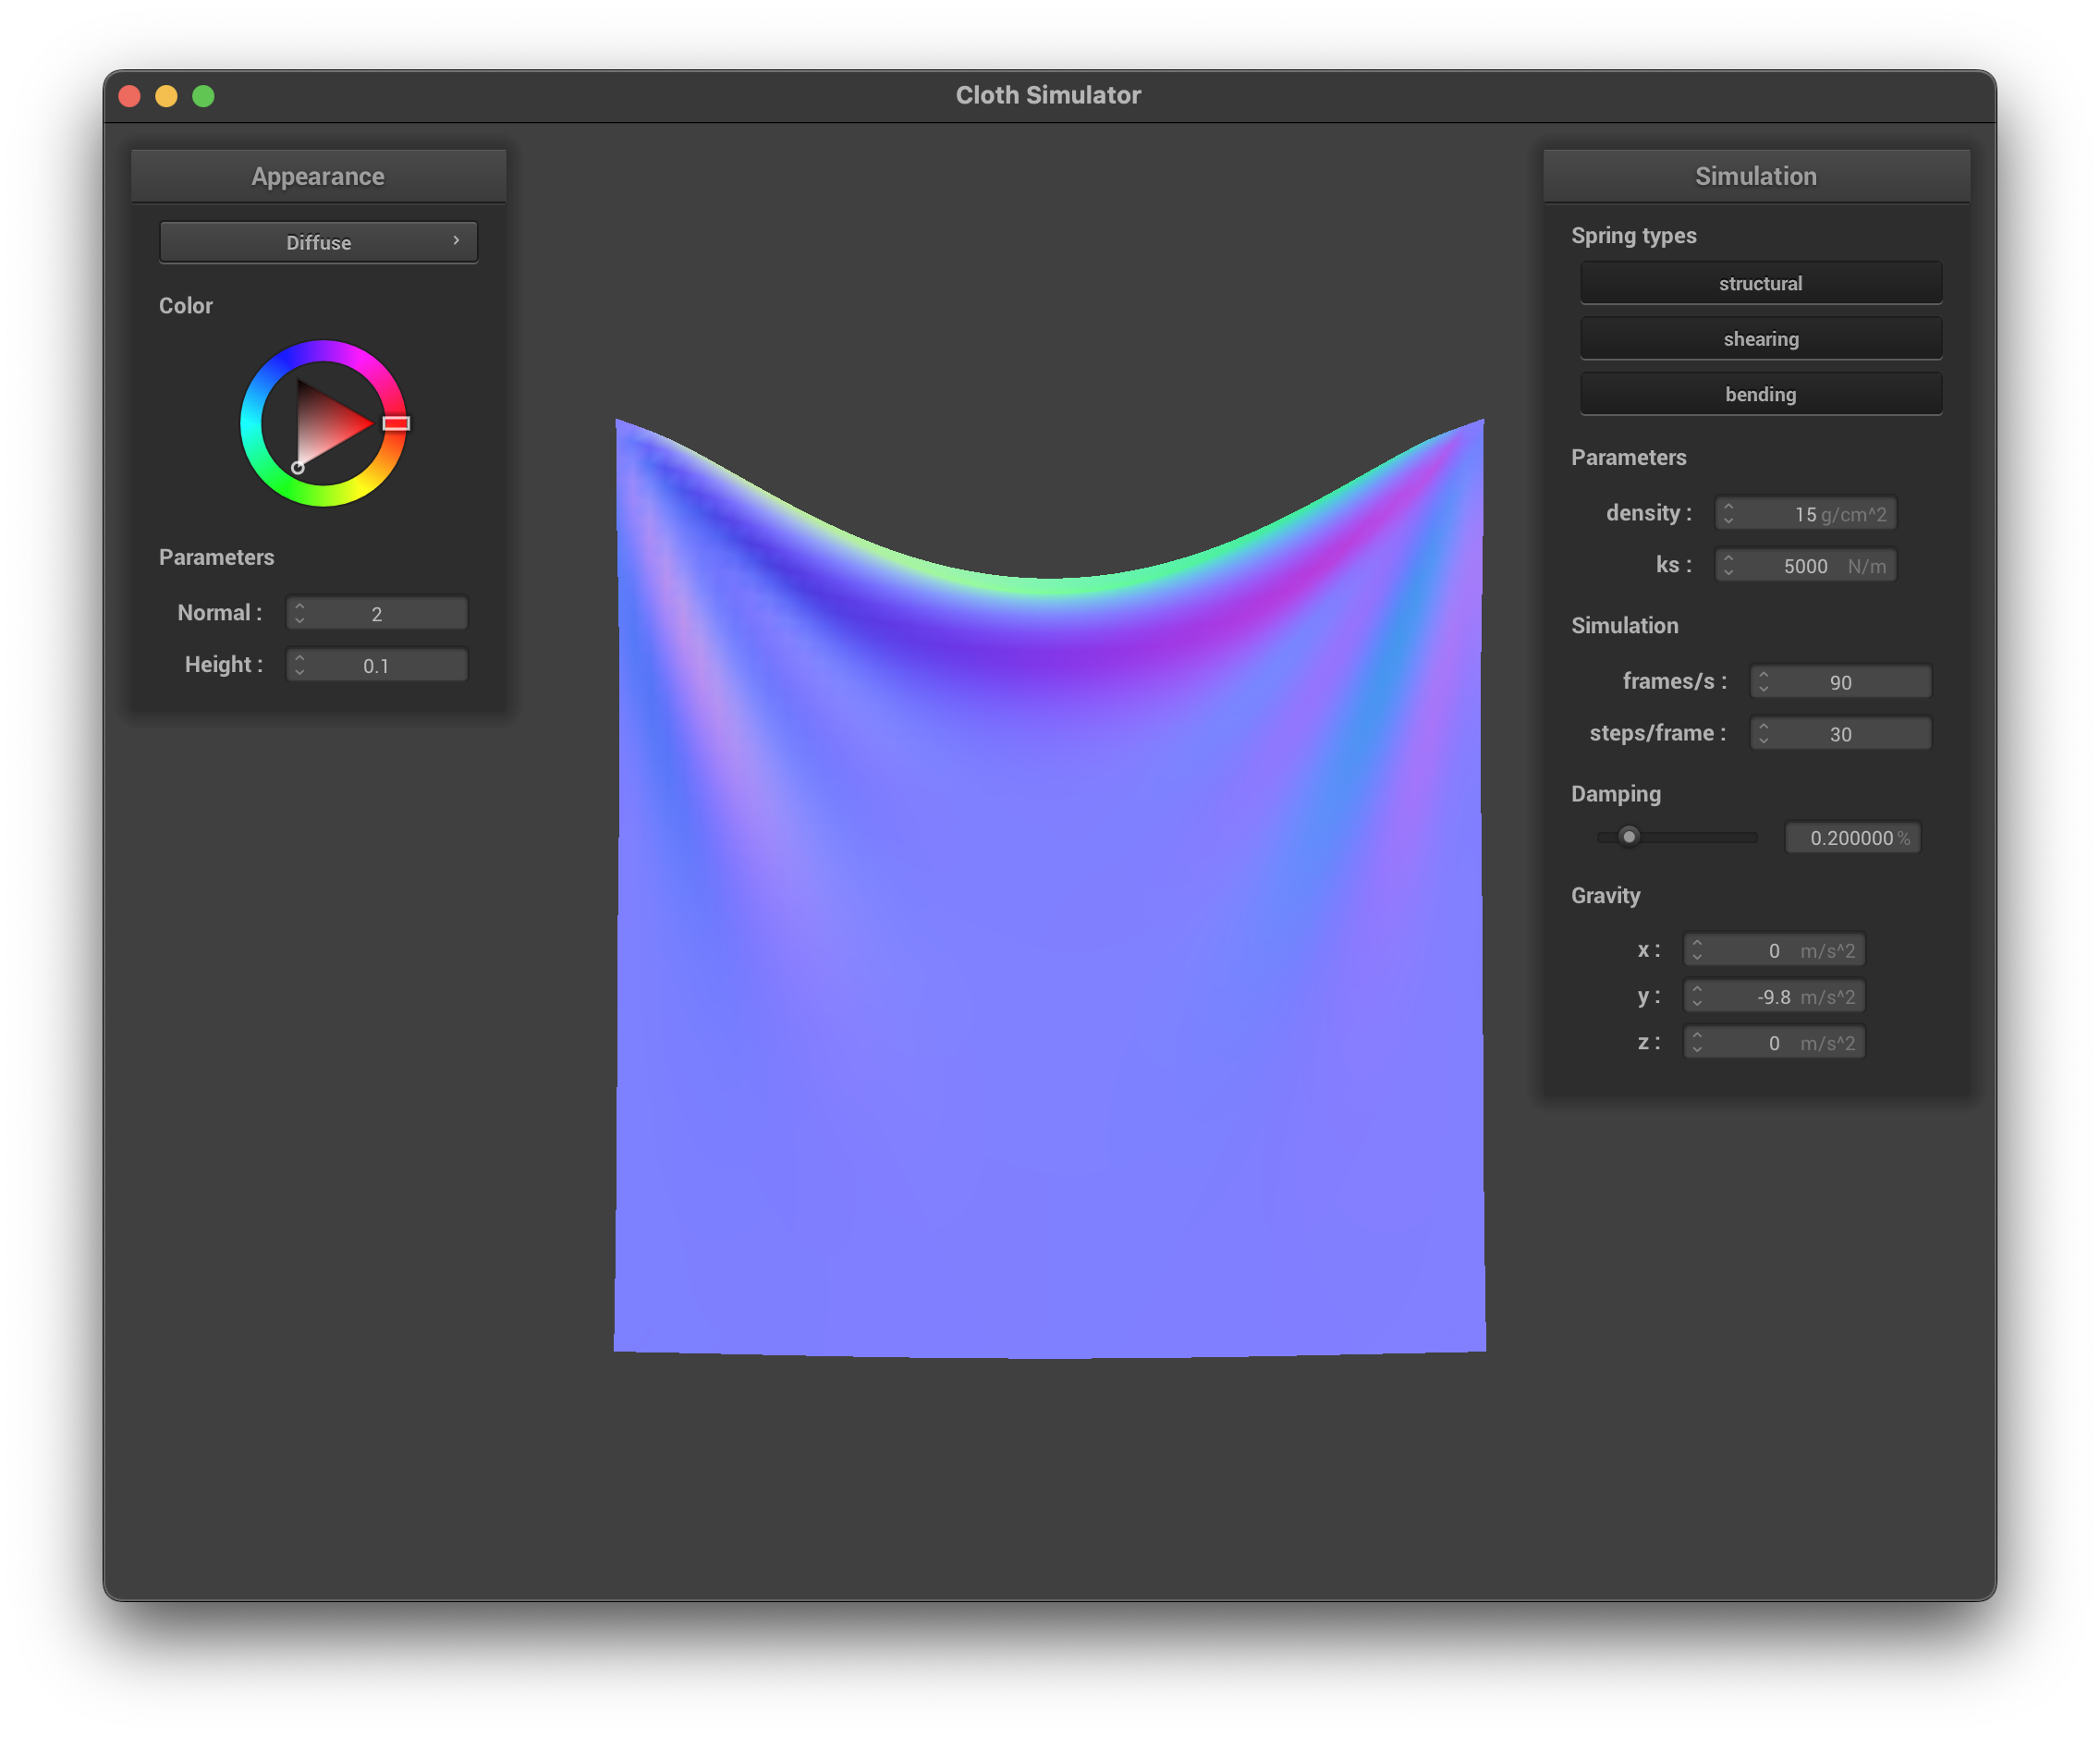 Cloth Simulator
Appearance
Diffuse
Color
Parameters
Normal : 2
Height : 0.1
Simulation
Spring types
structural
shearing
bending
Parameters
density : 15 g/cm^2
ks : 5000 N/m
Simulation
frames/s : 90
steps/frame : 30
Damping
0.200000 %
Gravity
x : 0 m/s^2
y : -9.8 m/s^2
z : 0 m/s^2